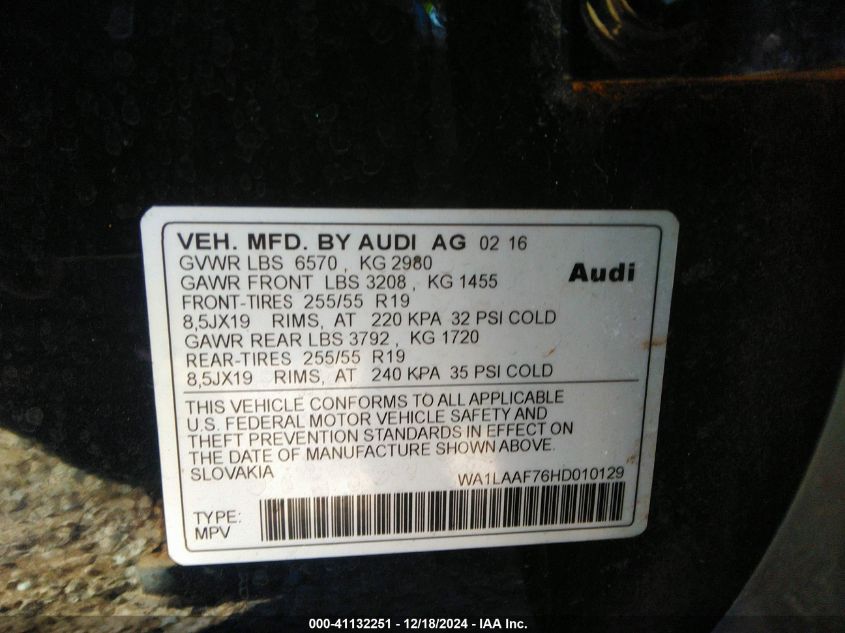 VEH. MFD. BY AUDI AG 02 16
GVWR LBS 6570 , KG 2980
Audi
GAWR FRONT LBS 3208 , KG 1455
FRONT-TIRES 255/55 R19
8,5JX19 RIMS, AT 220 KPA 32 PSI COLD
GAWR REAR LBS 3792 , KG 1720
REAR-TIRES 255/55 R19
8,5JX19 RIMS, AT 240 KPA 35 PSI COLD
THIS VEHICLE CONFORMS TO ALL APPLICABLE
U.S. FEDERAL MOTOR VEHICLE SAFETY AND
THEFT PREVENTION STANDARDS IN EFFECT ON
THE DATE OF MANUFACTURE SHOWN ABOVE.
SLOVAKIA
WA1LAAF76HD010129
TYPE:
MPV
000-41132251 - 12/18/2024 - IAA Inc.